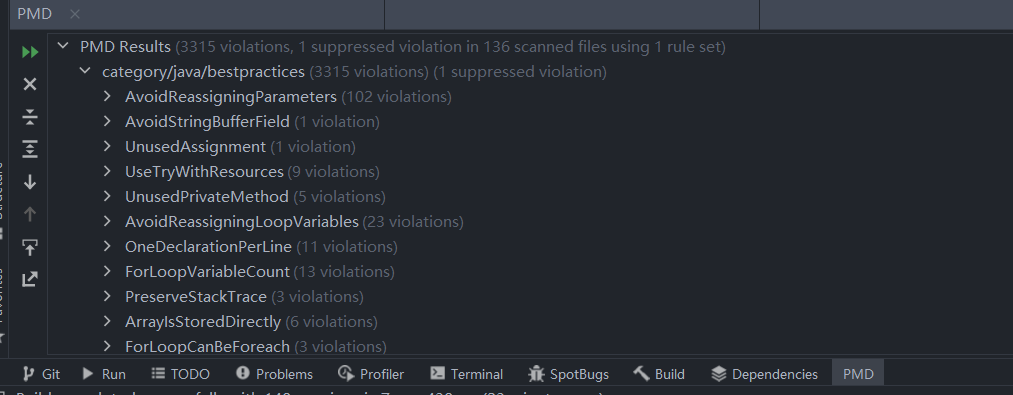 PMD
PMD Results (3315 violations, 1 suppressed violation in 136 scanned files using 1 rule set)
category/java/bestpractices (3315 violations) (1 suppressed violation)
AvoidReassigningParameters (102 violations)
AvoidStringBufferField (1 violation)
UnusedAssignment (1 violation)
UseTryWithResources (9 violations)
UnusedPrivateMethod (5 violations)
AvoidReassigningLoopVariables (23 violations)
OneDeclarationPerLine (11 violations)
ForLoopVariableCount (13 violations)
PreserveStackTrace (3 violations)
ArrayIsStoredDirectly (6 violations)
ForLoopCanBeForeach (3 violations)
Git Run TODO Problems Profiler Terminal SpotBugs Build Dependencies PMD